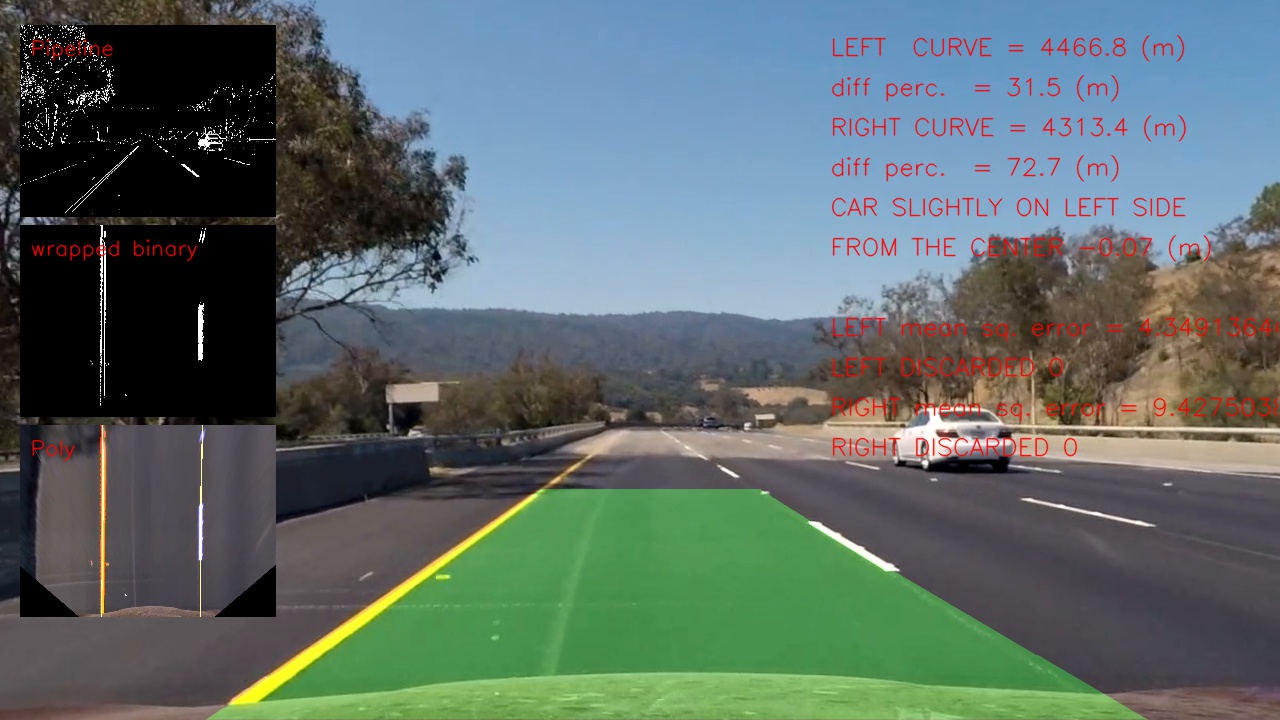 Pipeline
wrapped binary
Poly
LEFT CURVE = 4466.8 (m)
diff perc. = 31.5 (m)
RIGHT CURVE = 4313.4 (m)
diff perc. = 72.7 (m)
CAR SLIGHTLY ON LEFT SIDE
FROM THE CENTER -0.07 (m)
LEFT mean sq. error = 4.3491364
LEFT DISCARDED 0
RIGHT mean sq. error = 9.427503
RIGHT DISCARDED 0